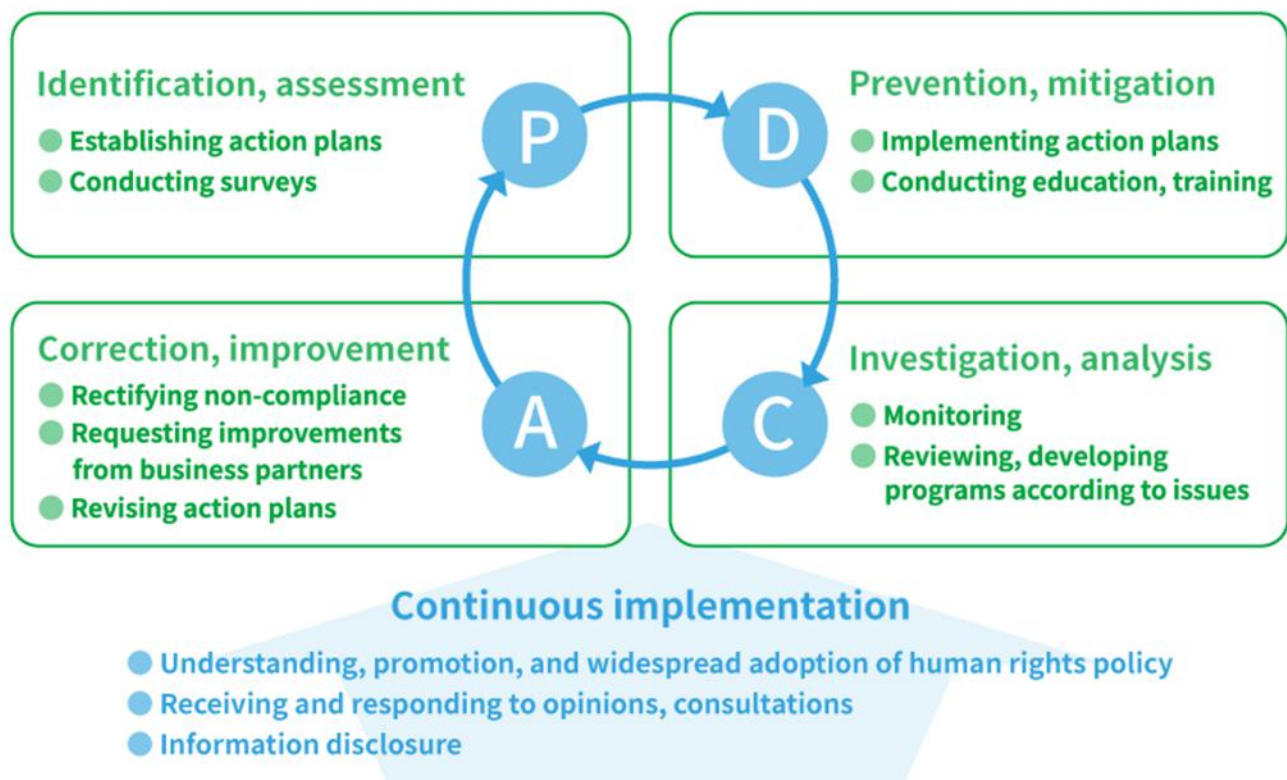 Identification, assessment
Establishing action plans
Conducting surveys
P
D
Prevention, mitigation
Implementing action plans
Conducting education, training
Correction, improvement
Rectifying non-compliance
Requesting improvements
from business partners
Revising action plans
A
C
Investigation, analysis
Monitoring
Reviewing, developing
programs according to issues
Continuous implementation
Understanding, promotion, and widespread adoption of human rights policy
Receiving and responding to opinions, consultations
Information disclosure